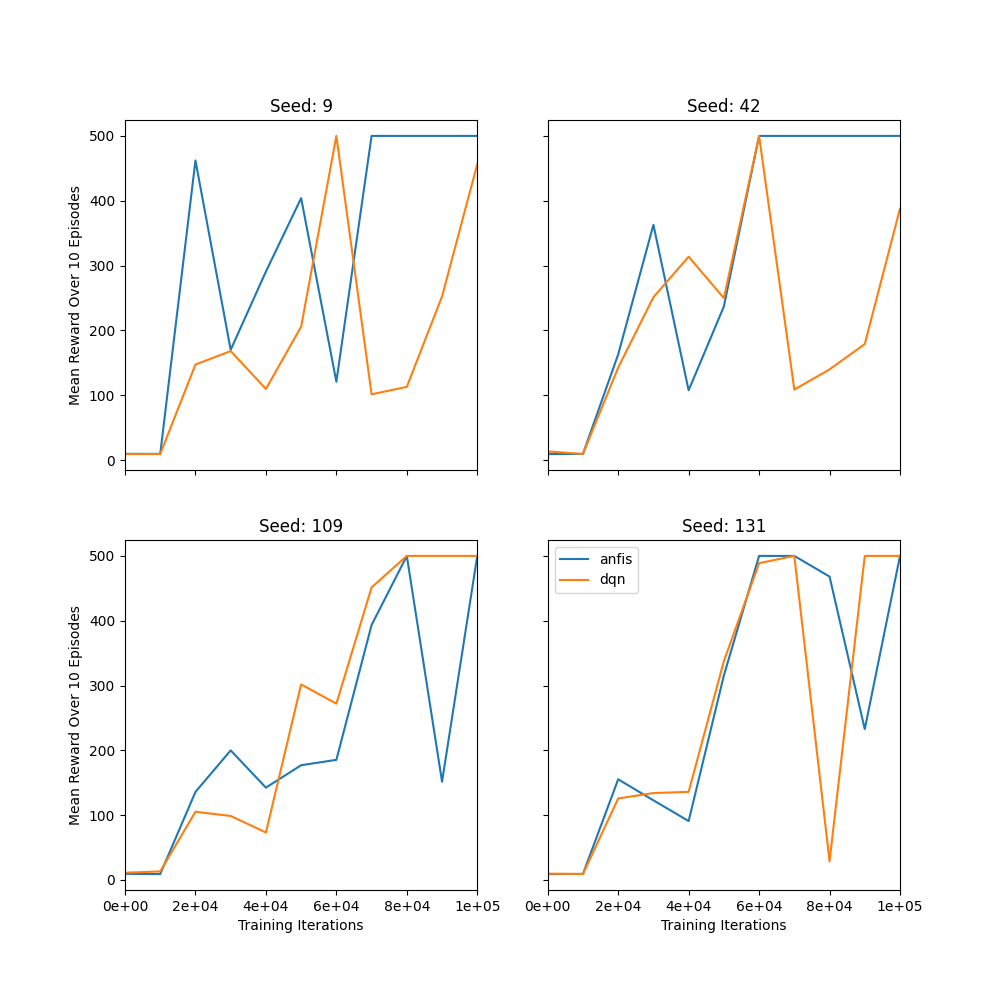 Seed: 9
Seed: 42
500
400
300
200
100
0
Mean Reward Over 10 Episodes
Seed: 109
Seed: 131
500
400
300
200
100
0
Mean Reward Over 10 Episodes
anfis
dqn
0e+00 2e+04 4e+04 6e+04 8e+04 1e+05
0e+00 2e+04 4e+04 6e+04 8e+04 1e+05
Training Iterations
Training Iterations